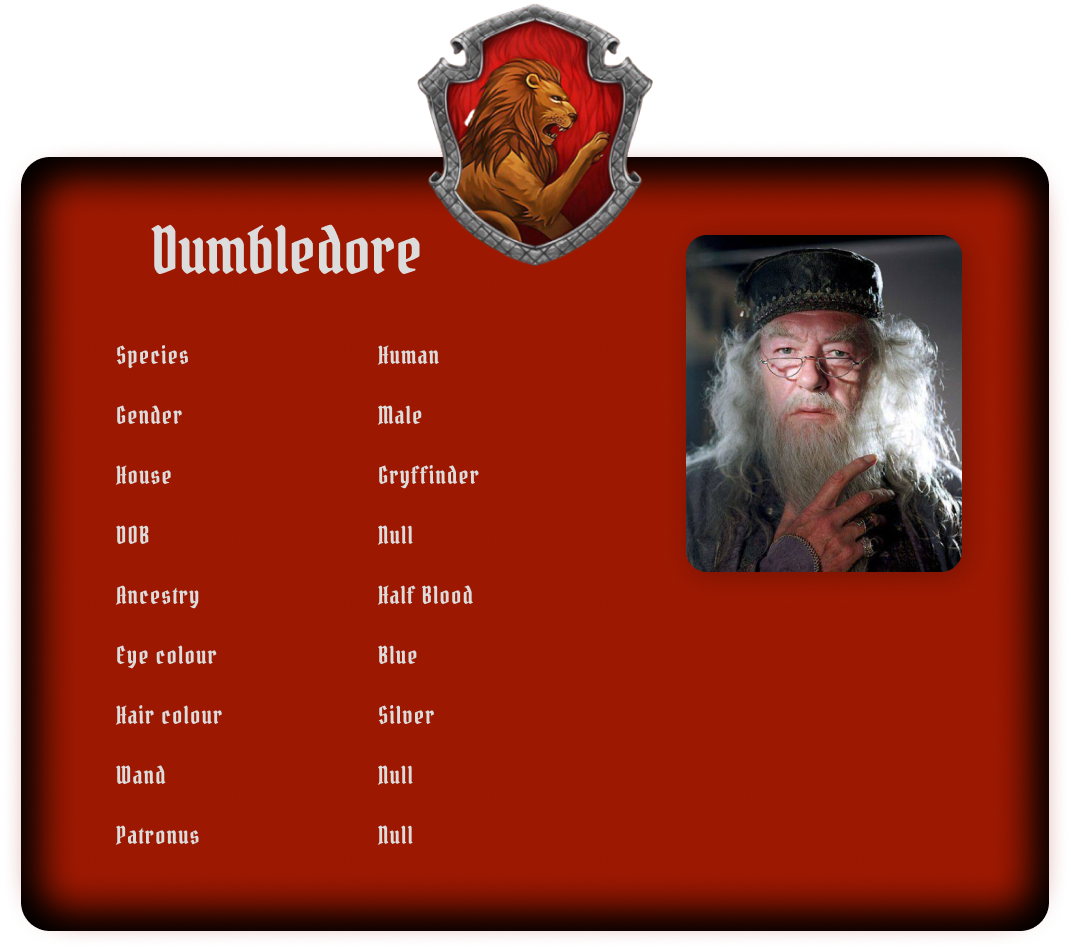 Dumbledore
Species Human
Gender Male
House Gryffinder
DOB Null
Ancestry Half Blood
Eye colour Blue
Hair colour Silver
Wand Null
Patronus Null